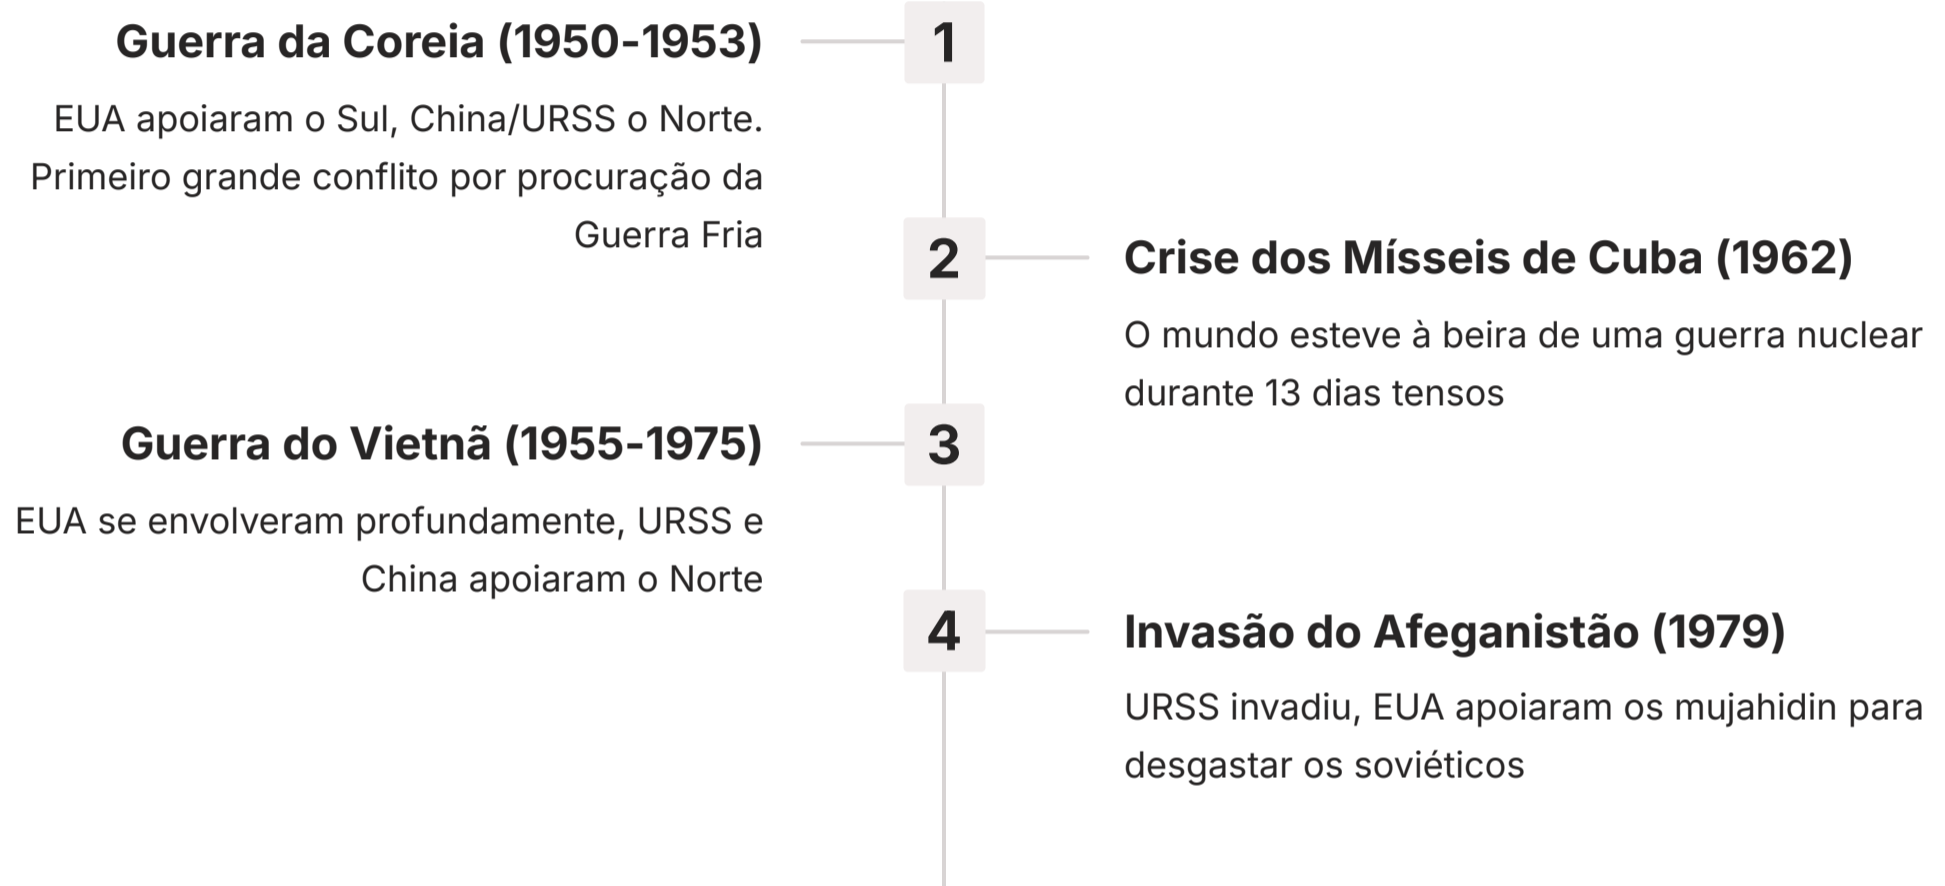 Guerra da Coreia (1950-1953)
1
EUA apoiaram o Sul, China/URSS o Norte.
Primeiro grande conflito por procuração da
Guerra Fria
2
Crise dos Mísseis de Cuba (1962)
O mundo esteve à beira de uma guerra nuclear
durante 13 dias tensos
Guerra do Vietnã (1955-1975)
3
EUA se envolveram profundamente, URSS e
China apoiaram o Norte
4
Invasão do Afeganistão (1979)
URSS invadiu, EUA apoiaram os mujahidin para
desgastar os soviéticos